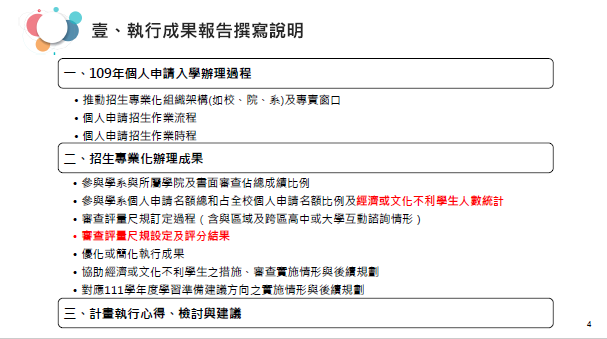 壹、執行成果報告撰寫說明
一、109年個人申請入學辦理過程
• 推動招生專業化組織架構(如校、院、系)及專責窗口
• 個人申請招生作業流程
• 個人申請招生作業時程
二、招生專業化辦理成果
• 參與學系與所屬學院及書面審查佔總成績比例
• 參與學系個人申請名額總和占全校個人申請名額比例及經濟或文化不利學生人數統計
• 審查評量尺規訂定過程（含與區域及跨區高中或大學互動諮詢情形）
• 審查評量尺規設定及評分結果
• 優化或簡化執行成果
• 協助經濟或文化不利學生之措施、審查實施情形與後續規劃
• 對應111學年度學習準備建議方向之實施情形與後續規劃
三、計畫執行心得、檢討與建議
4